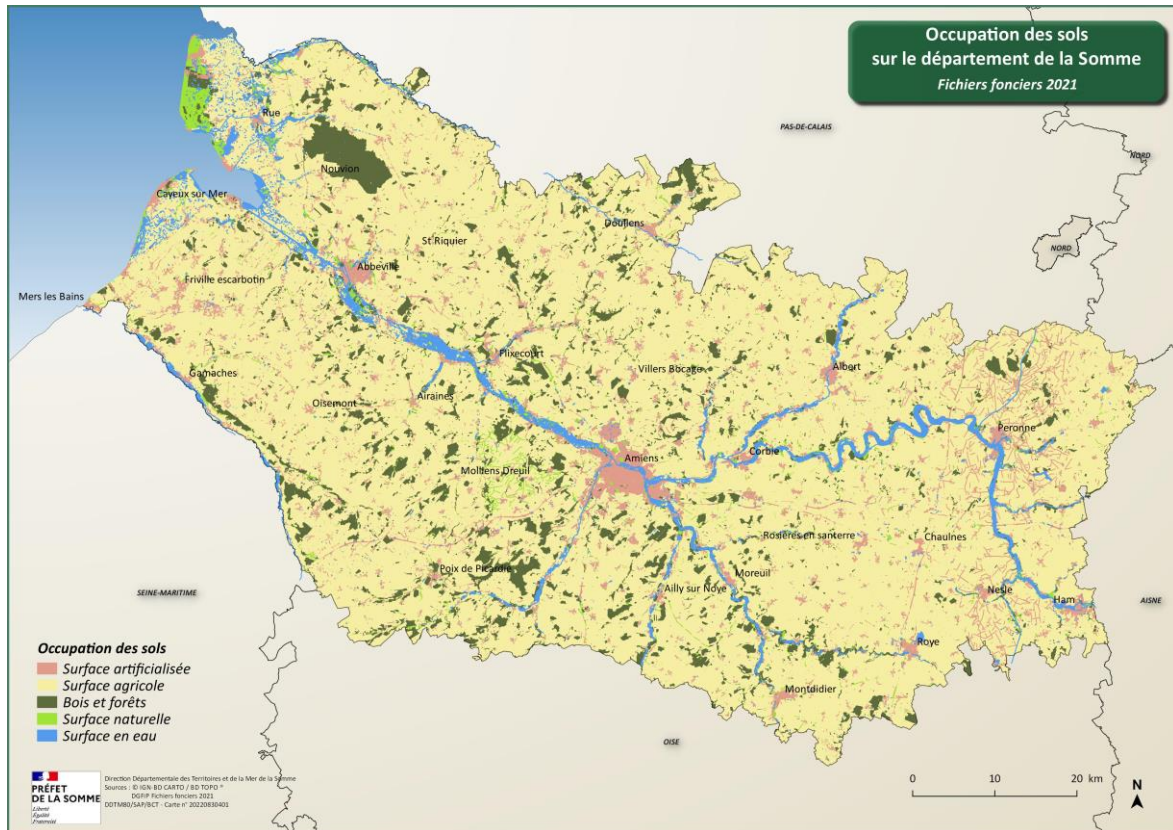 Occupation des sols
sur le département de la Somme
Fichiers fonciers 2021
PAS-DE-CALAIS
NORD
Rue
Nouvion
Cayeux sur Mer
Doullens
NORD
St Riquier
Abbeville
Friville escarbotin
Mers les Bains
Flixecourt
Villers Bocage
Albert
Gamaches
Airaines
Oisemont
Peronne
Corbie
Amiens
Molliens Dreuil
Rosières en santerre
Chaulnes
Poix de Picardie
Moreuil
Ailly sur Noye
SEINE-MARITIME
Nesle
Ham
AISNE
Roye
Montdidier
OISE
Occupation des sols
Surface artificialisée
Surface agricole
Bois et forêts
Surface naturelle
Surface en eau
PRÉFET
DE LA SOMME
Liberté
Égalité
Fraternité
Direction Départementale des Territoires et de la Mer de la Somme
Sources : © IGN-BD CARTO / BD TOPO ®
DGFIP Fichiers fonciers 2021
DDTM80/SAP/BCT - Carte n° 20220830401
0 10 20 km
N